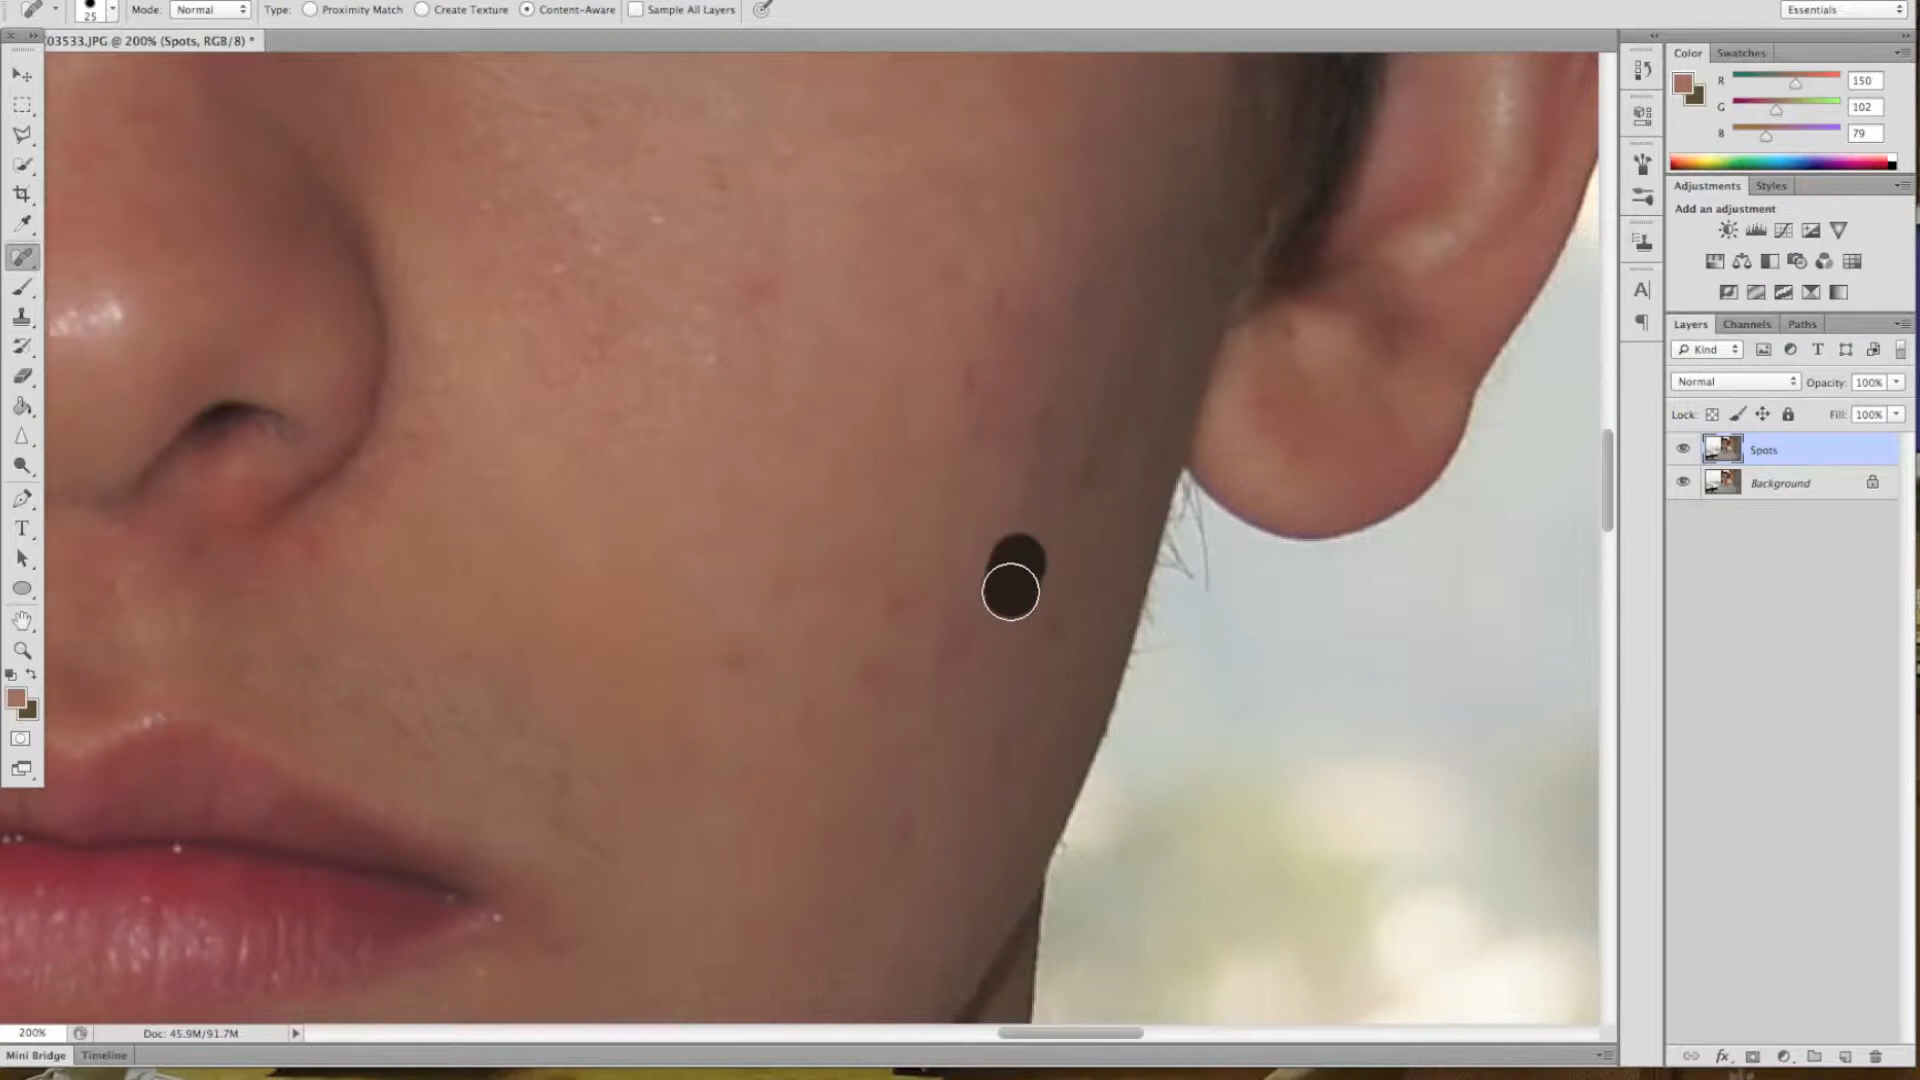 25 Mode: Normal Type: Proximity Match Create Texture Content-Aware Sample All Layers Essentials
03533.JPG @ 200% (Spots, RGB/8) *
Color Swatches
R 150
G 102
B 79
Adjustments Styles
Add an adjustment
Layers Channels Paths
Kind T
Normal Opacity: 100%
Lock: Fill: 100%
Spots
Background
A
T
200% Doc: 45.9M/91.7M
fx
Mini Bridge Timeline